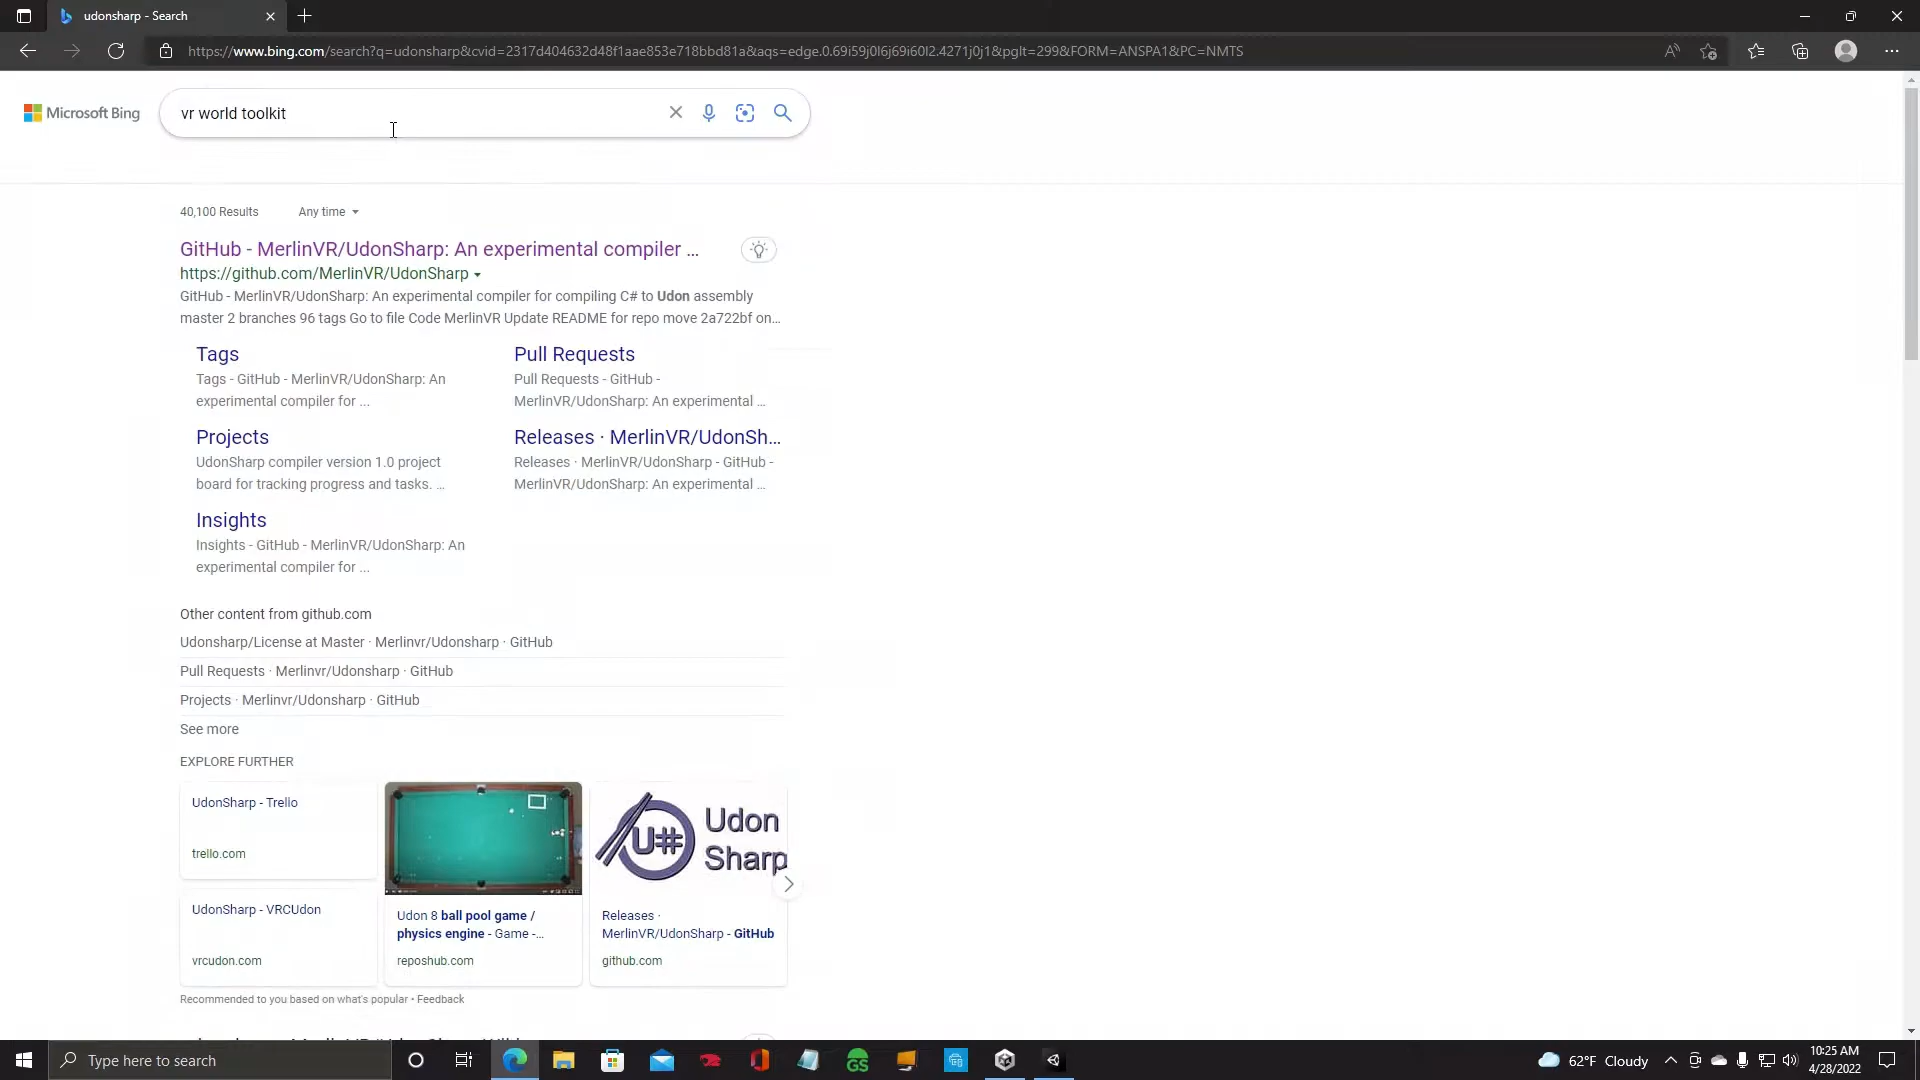 udonsharp - Search
https://www.bing.com/search?q=udonsharp&cvid=2317d404632d48f1aae853e718bbd81a&aqs=edge.0.69i59j0l6j69i60l2.4271j0j1&pglt=299&FORM=ANSPA1&PC=NMTS
Microsoft Bing
vr world toolkit
40,100 Results Any time
GitHub - MerlinVR/UdonSharp: An experimental compiler ...
https://github.com/MerlinVR/UdonSharp
GitHub - MerlinVR/UdonSharp: An experimental compiler for compiling C# to Udon assembly
master 2 branches 96 tags Go to file Code MerlinVR Update README for repo move 2a722bf on...
Tags
Tags - GitHub - MerlinVR/UdonSharp: An
experimental compiler for ...
Pull Requests
Pull Requests - GitHub -
MerlinVR/UdonSharp: An experimental ...
Projects
UdonSharp compiler version 1.0 project
board for tracking progress and tasks. ...
Releases · MerlinVR/UdonSh...
Releases · MerlinVR/UdonSharp - GitHub -
MerlinVR/UdonSharp: An experimental ...
Insights
Insights - GitHub - MerlinVR/UdonSharp: An
experimental compiler for ...
Other content from github.com
Udonsharp/License at Master · Merlinvr/Udonsharp · GitHub
Pull Requests · Merlinvr/Udonsharp · GitHub
Projects · Merlinvr/Udonsharp · GitHub
See more
EXPLORE FURTHER
UdonSharp - Trello
trello.com
UdonSharp - VRCUdon
vrcudon.com
Udon 8 ball pool game /
physics engine - Game -...
reposhub.com
U# Udon
Sharp
Releases ·
MerlinVR/UdonSharp - GitHub
github.com
Recommended to you based on what's popular • Feedback
Type here to search
GS
62°F Cloudy
10:25 AM
4/28/2022